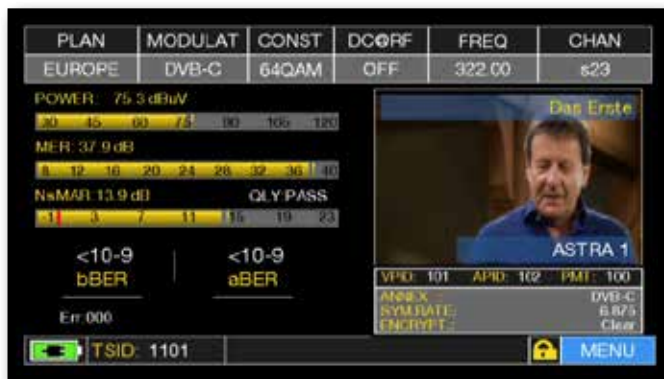 PLAN MODULAT CONST DC@RF FREQ CHAN
EUROPE DVB-C 64QAM OFF 322.00 s23
POWER: 75.3 dBuV
30 45 60 75 90 105 120
MER: 37.9 dB
8 12 16 20 24 28 32 36 40
NsMAR:13.9 dB QLY:PASS
-1 3 7 11 15 19 23
<10-9 <10-9
bBER aBER
Err:000
Das Erste
ASTRA 1
VPID: 101 APID: 102 PMT: 100
ANNEX : DVB-C
SYM.RATE: 6.875
ENCRYPT.: Clear
TSID: 1101 MENU